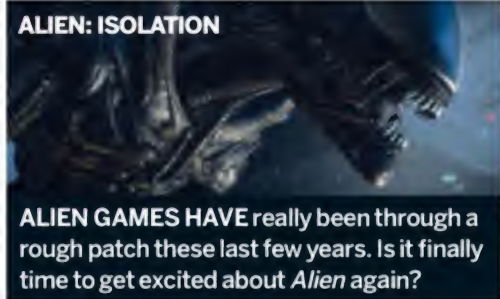 ALIEN: ISOLATION
ALIEN GAMES HAVE really been through a
rough patch these last few years. Is it finally
time to get excited about Alien again?